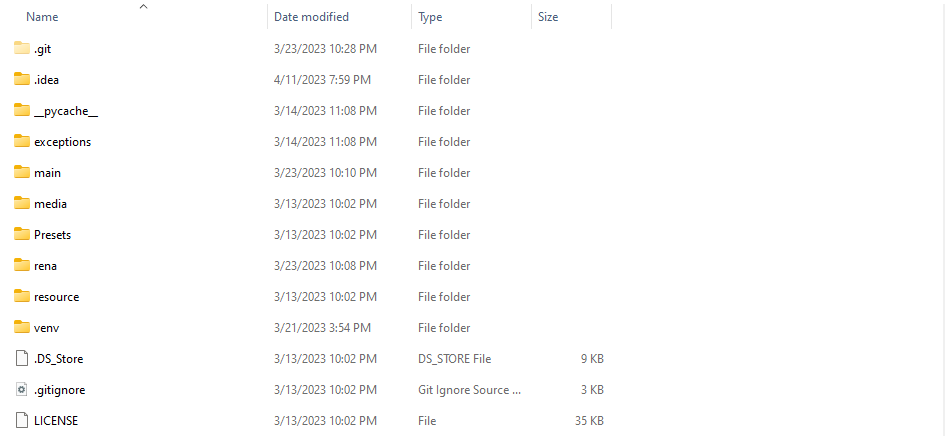 Name Date modified Type Size
.git 3/23/2023 10:28 PM File folder
.idea 4/11/2023 7:59 PM File folder
__pycache__ 3/14/2023 11:08 PM File folder
exceptions 3/14/2023 11:08 PM File folder
main 3/23/2023 10:10 PM File folder
media 3/13/2023 10:02 PM File folder
Presets 3/13/2023 10:02 PM File folder
rena 3/23/2023 10:08 PM File folder
resource 3/13/2023 10:02 PM File folder
venv 3/21/2023 3:54 PM File folder
.DS_Store 3/13/2023 10:02 PM DS_STORE File 9 KB
.gitignore 3/13/2023 10:02 PM Git Ignore Source ... 3 KB
LICENSE 3/13/2023 10:02 PM File 35 KB